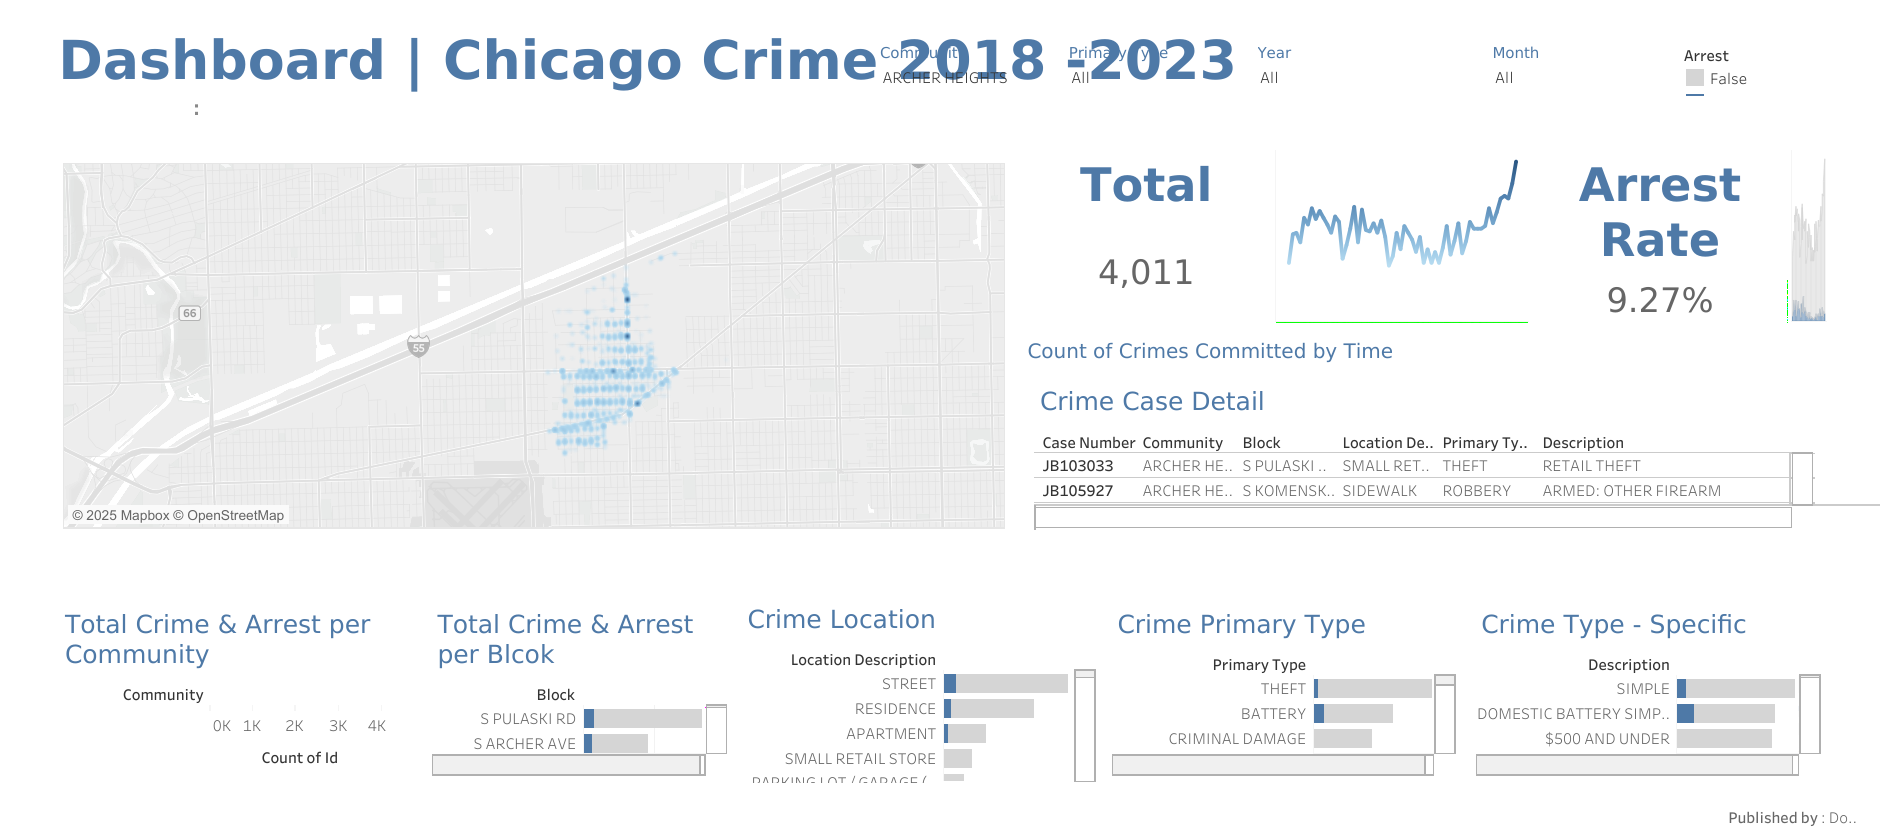 Dashboard | Chicago Crime 2018 -2023
Community
Primary Type
Year
Month
Arrest
ARCHER HEIGHTS
All
All
All
False
:
66
55
© 2025 Mapbox © OpenStreetMap
Total
4,011
Arrest
Rate
9.27%
Count of Crimes Committed by Time
Crime Case Detail
Case Number Community Block Location De.. Primary Ty.. Description
JB103033 ARCHER HE.. S PULASKI .. SMALL RET.. THEFT RETAIL THEFT
JB105927 ARCHER HE.. S KOMENSK.. SIDEWALK ROBBERY ARMED: OTHER FIREARM
Total Crime & Arrest per
Community
Community
0K 1K 2K 3K 4K
Count of Id
Total Crime & Arrest
per Blcok
Block
S PULASKI RD
S ARCHER AVE
Crime Location
Location Description
STREET
RESIDENCE
APARTMENT
SMALL RETAIL STORE
PARKING LOT / GARAGE (..
Crime Primary Type
Primary Type
THEFT
BATTERY
CRIMINAL DAMAGE
Crime Type - Specific
Description
SIMPLE
DOMESTIC BATTERY SIMP..
$500 AND UNDER
Published by : Do..